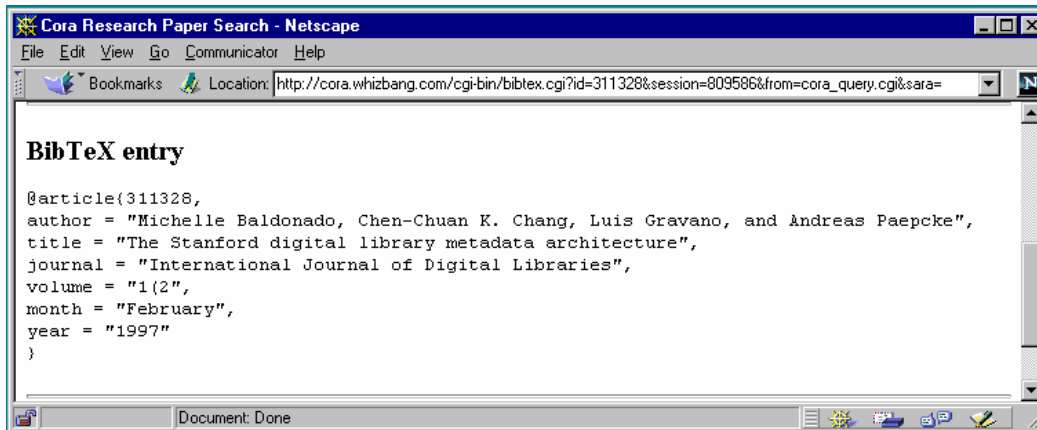 Cora Research Paper Search - Netscape
File Edit View Go Communicator Help
Bookmarks Location: http://cora.whizbang.com/cgi-bin/bibtex.cgi?id=311328&session=809586&from=cora_query.cgi&sara= N
BibTeX entry
@article{311328,
author = "Michelle Baldonado, Chen-Chuan K. Chang, Luis Gravano, and Andreas Paepcke",
title = "The Stanford digital library metadata architecture",
journal = "International Journal of Digital Libraries",
volume = "1(2",
month = "February",
year = "1997"
}
Document: Done